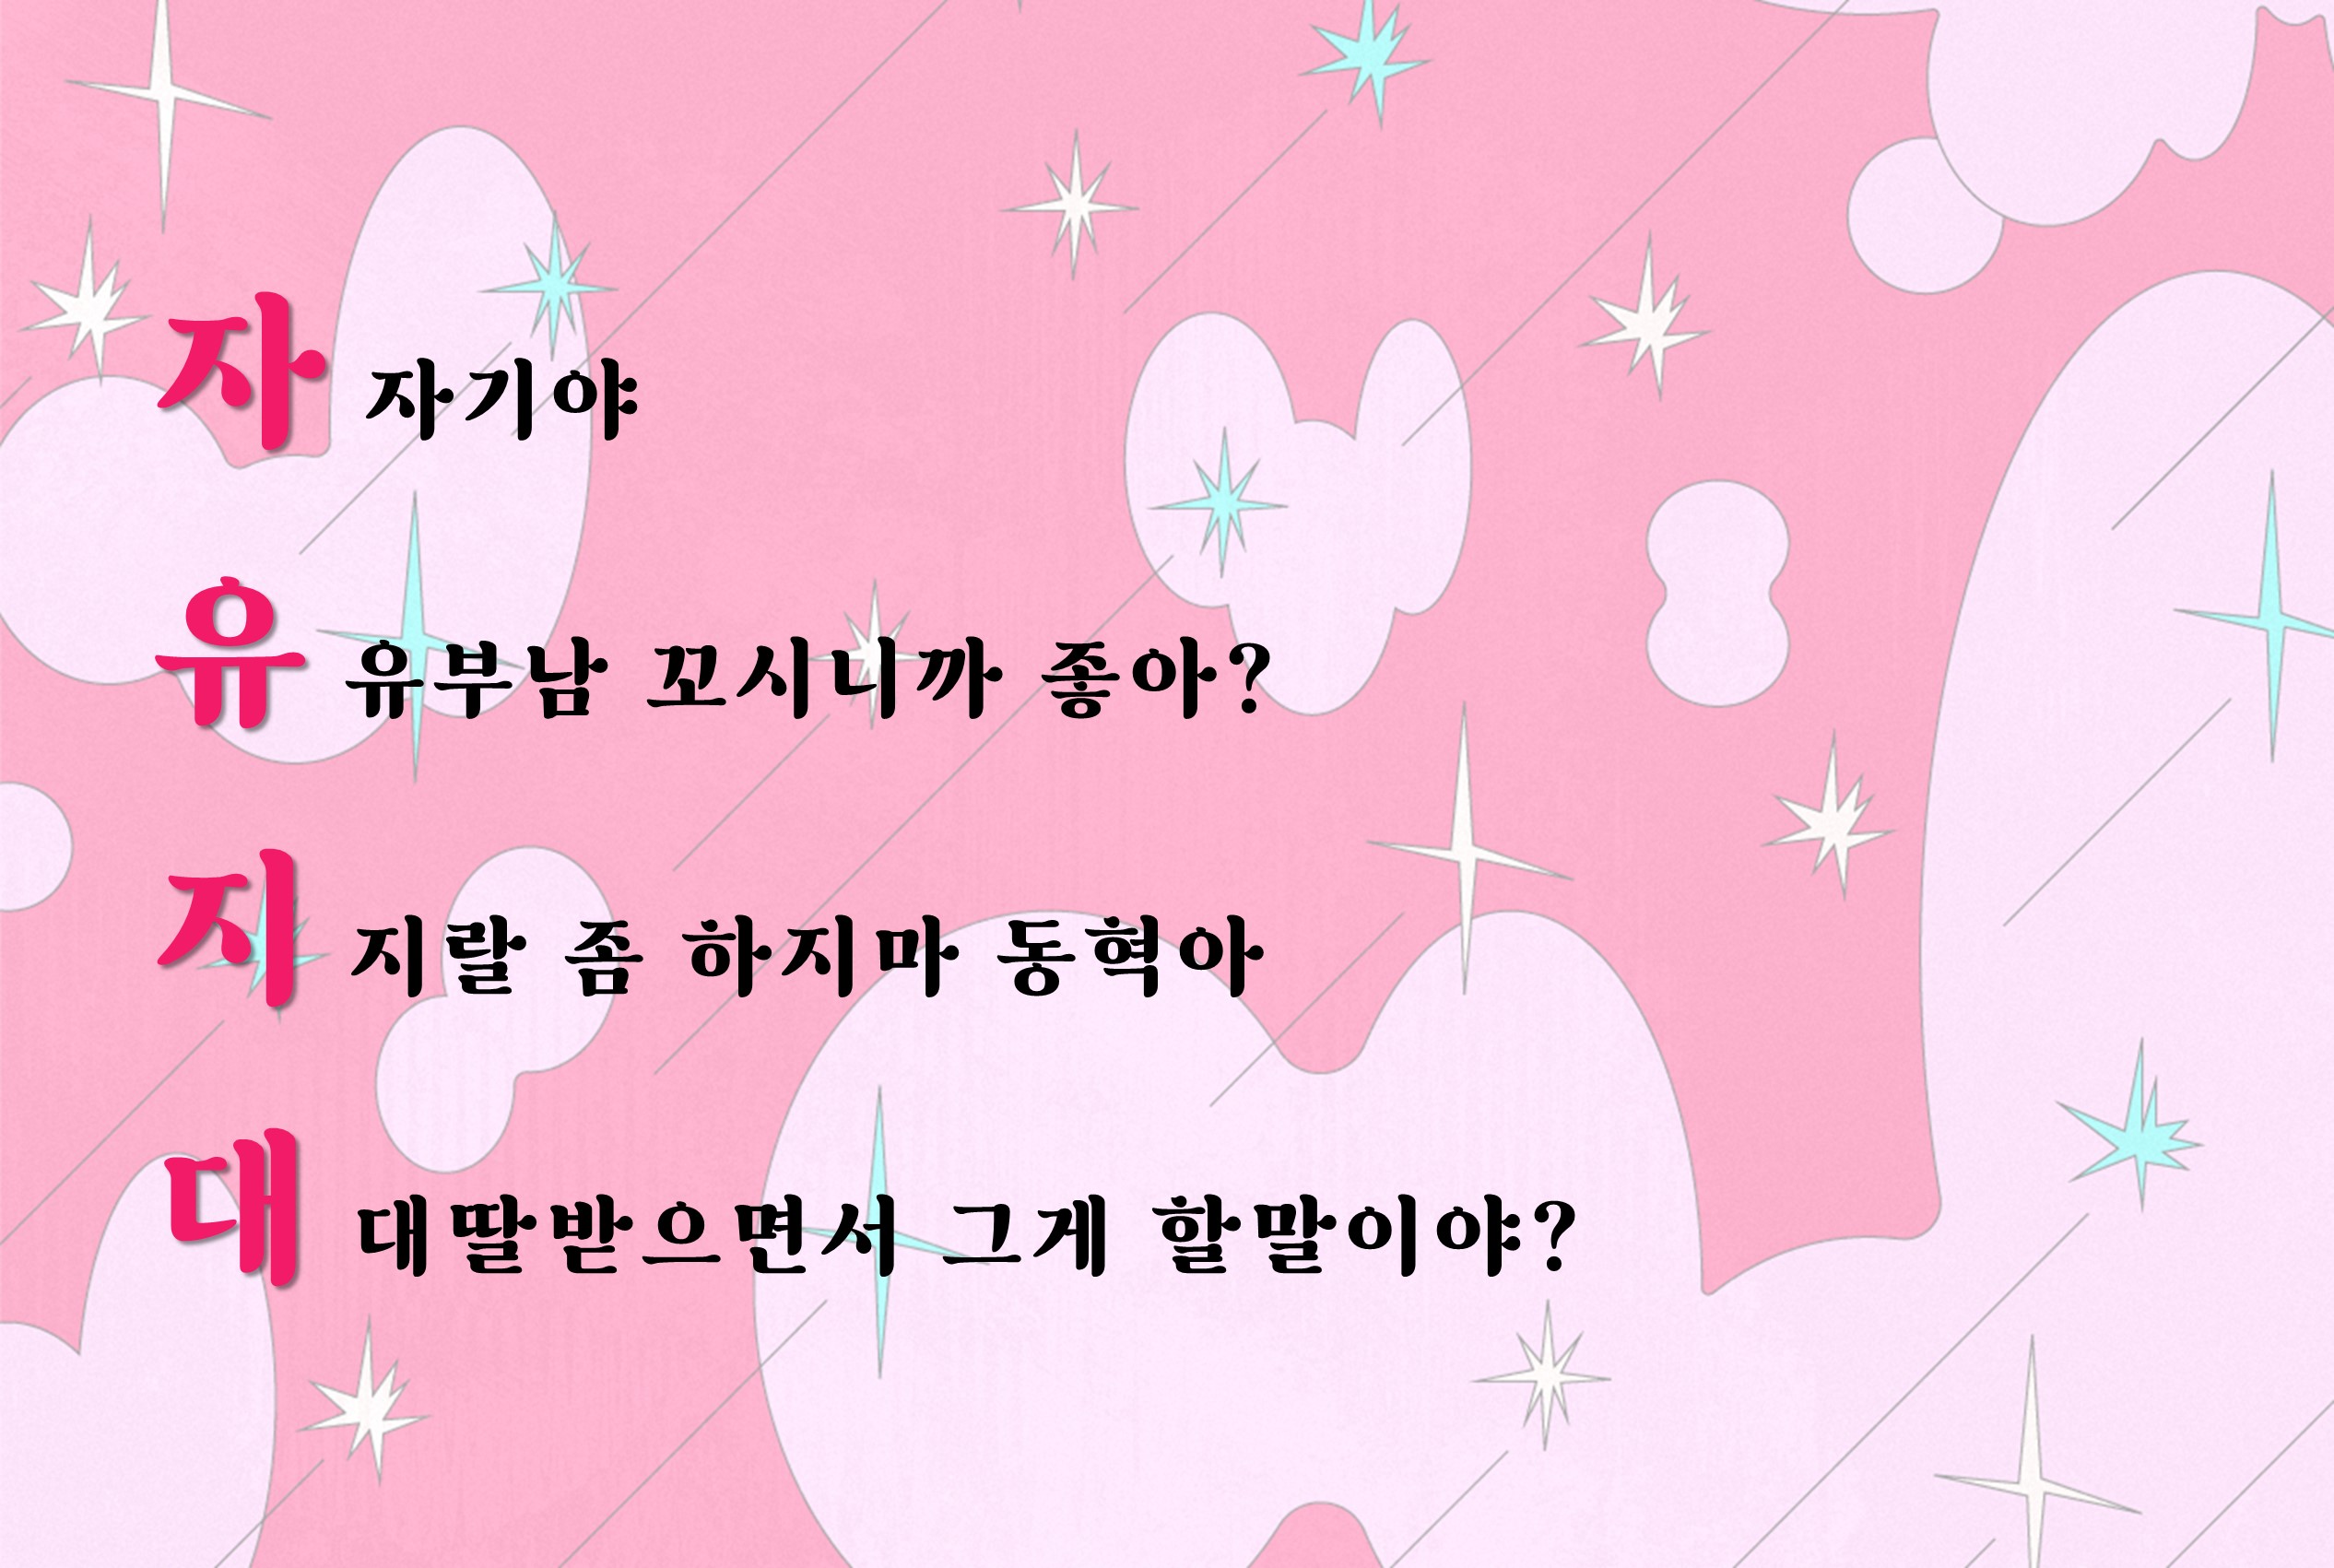 자 자기야
유 유부남 꼬시니까 좋아?
지 지랄 좀 하지마 동혁아
대 대딸받으면서 그게 할말이야?